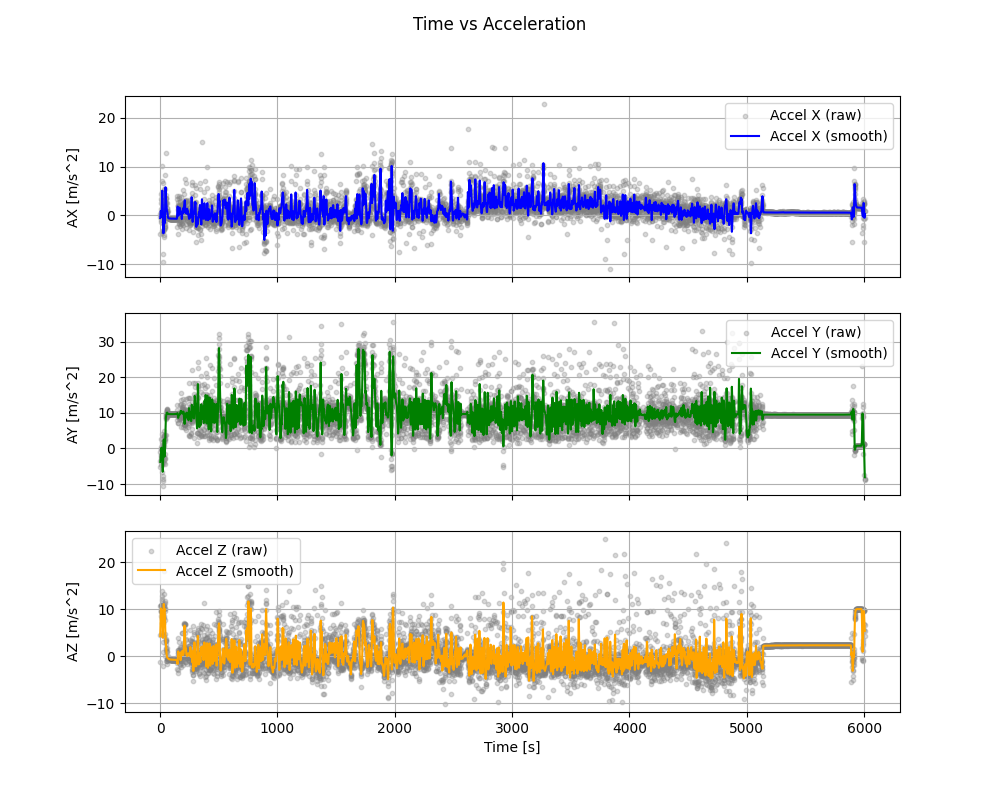 Time vs Acceleration
20
10
0
−10
AX [m/s^2]
Accel X (raw)
Accel X (smooth)
30
20
10
0
−10
AY [m/s^2]
Accel Y (raw)
Accel Y (smooth)
20
10
0
−10
AZ [m/s^2]
Accel Z (raw)
Accel Z (smooth)
0 1000 2000 3000 4000 5000 6000
Time [s]